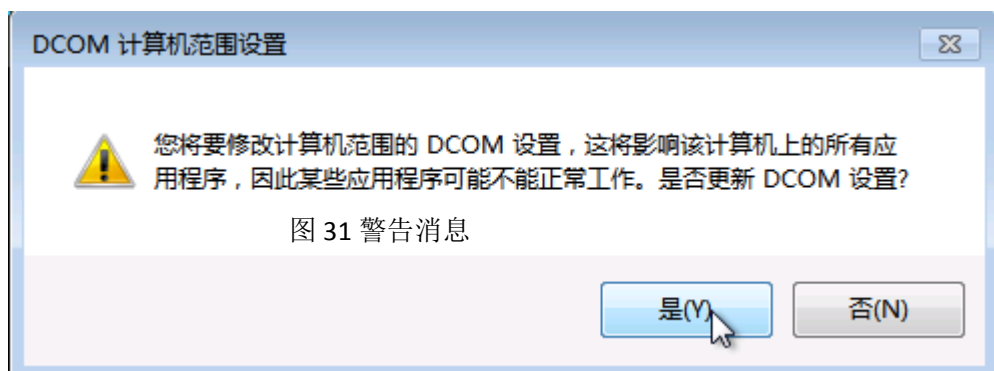 DCOM 计算机范围设置
您将要修改计算机范围的 DCOM 设置，这将影响该计算机上的所有应
用程序，因此某些应用程序可能不能正常工作。是否更新 DCOM 设置?
图 31 警告消息
是(Y)
否(N)